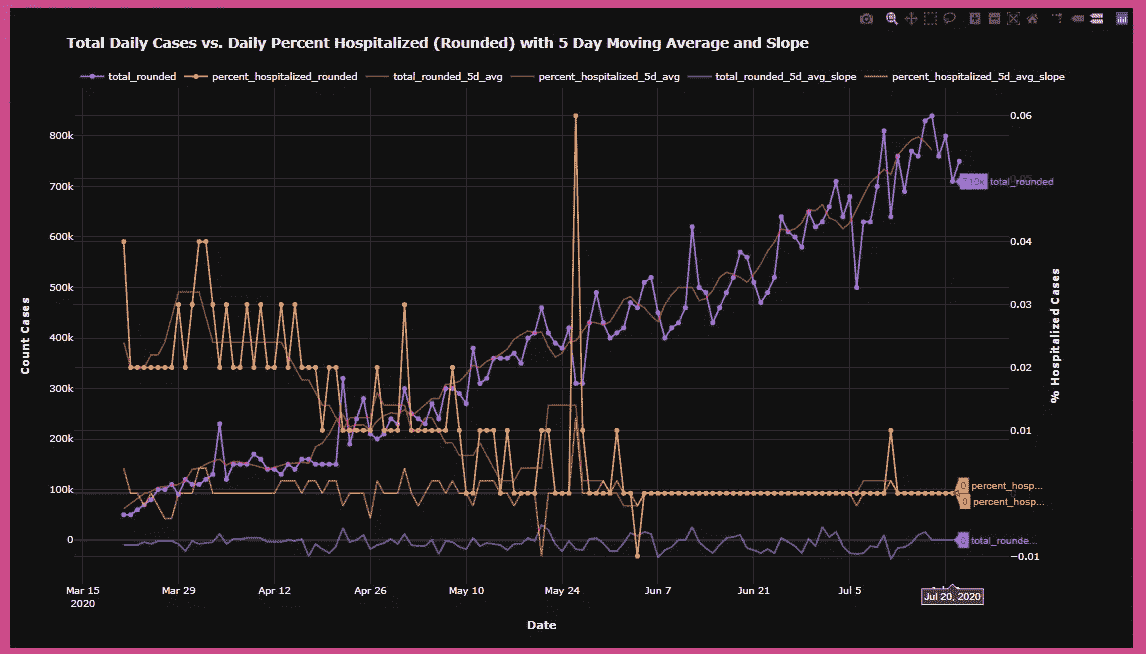 Total Daily Cases vs. Daily Percent Hospitalized (Rounded) with 5 Day Moving Average and Slope
total_rounded percent_hospitalized_rounded total_rounded_5d_avg percent_hospitalized_5d_avg total_rounded_5d_avg_slope percent_hospitalized_5d_avg_slope
800k 0.06
700k total_rounded
600k 0.04
500k 0.03
400k
300k 0.02
200k 0.01
100k 0 percent_hosp...
0 percent_hosp...
0 total_rounde...
−0.01
Count Cases
% Hospitalized Cases
Mar 15 Mar 29 Apr 12 Apr 26 May 10 May 24 Jun 7 Jun 21 Jul 5 Jul 20, 2020
2020
Date